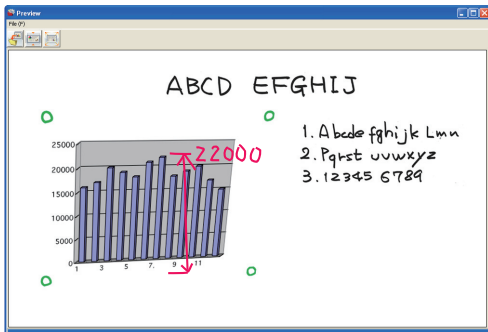 Preview
File (F)
ABCD EFGHIJ
1. Abcde fghijk Lmn
2. Pqrst uvwxyz
3. 12345 6789
22000
25000
20000
15000
10000
5000
0
1 3 5 7. 9 11